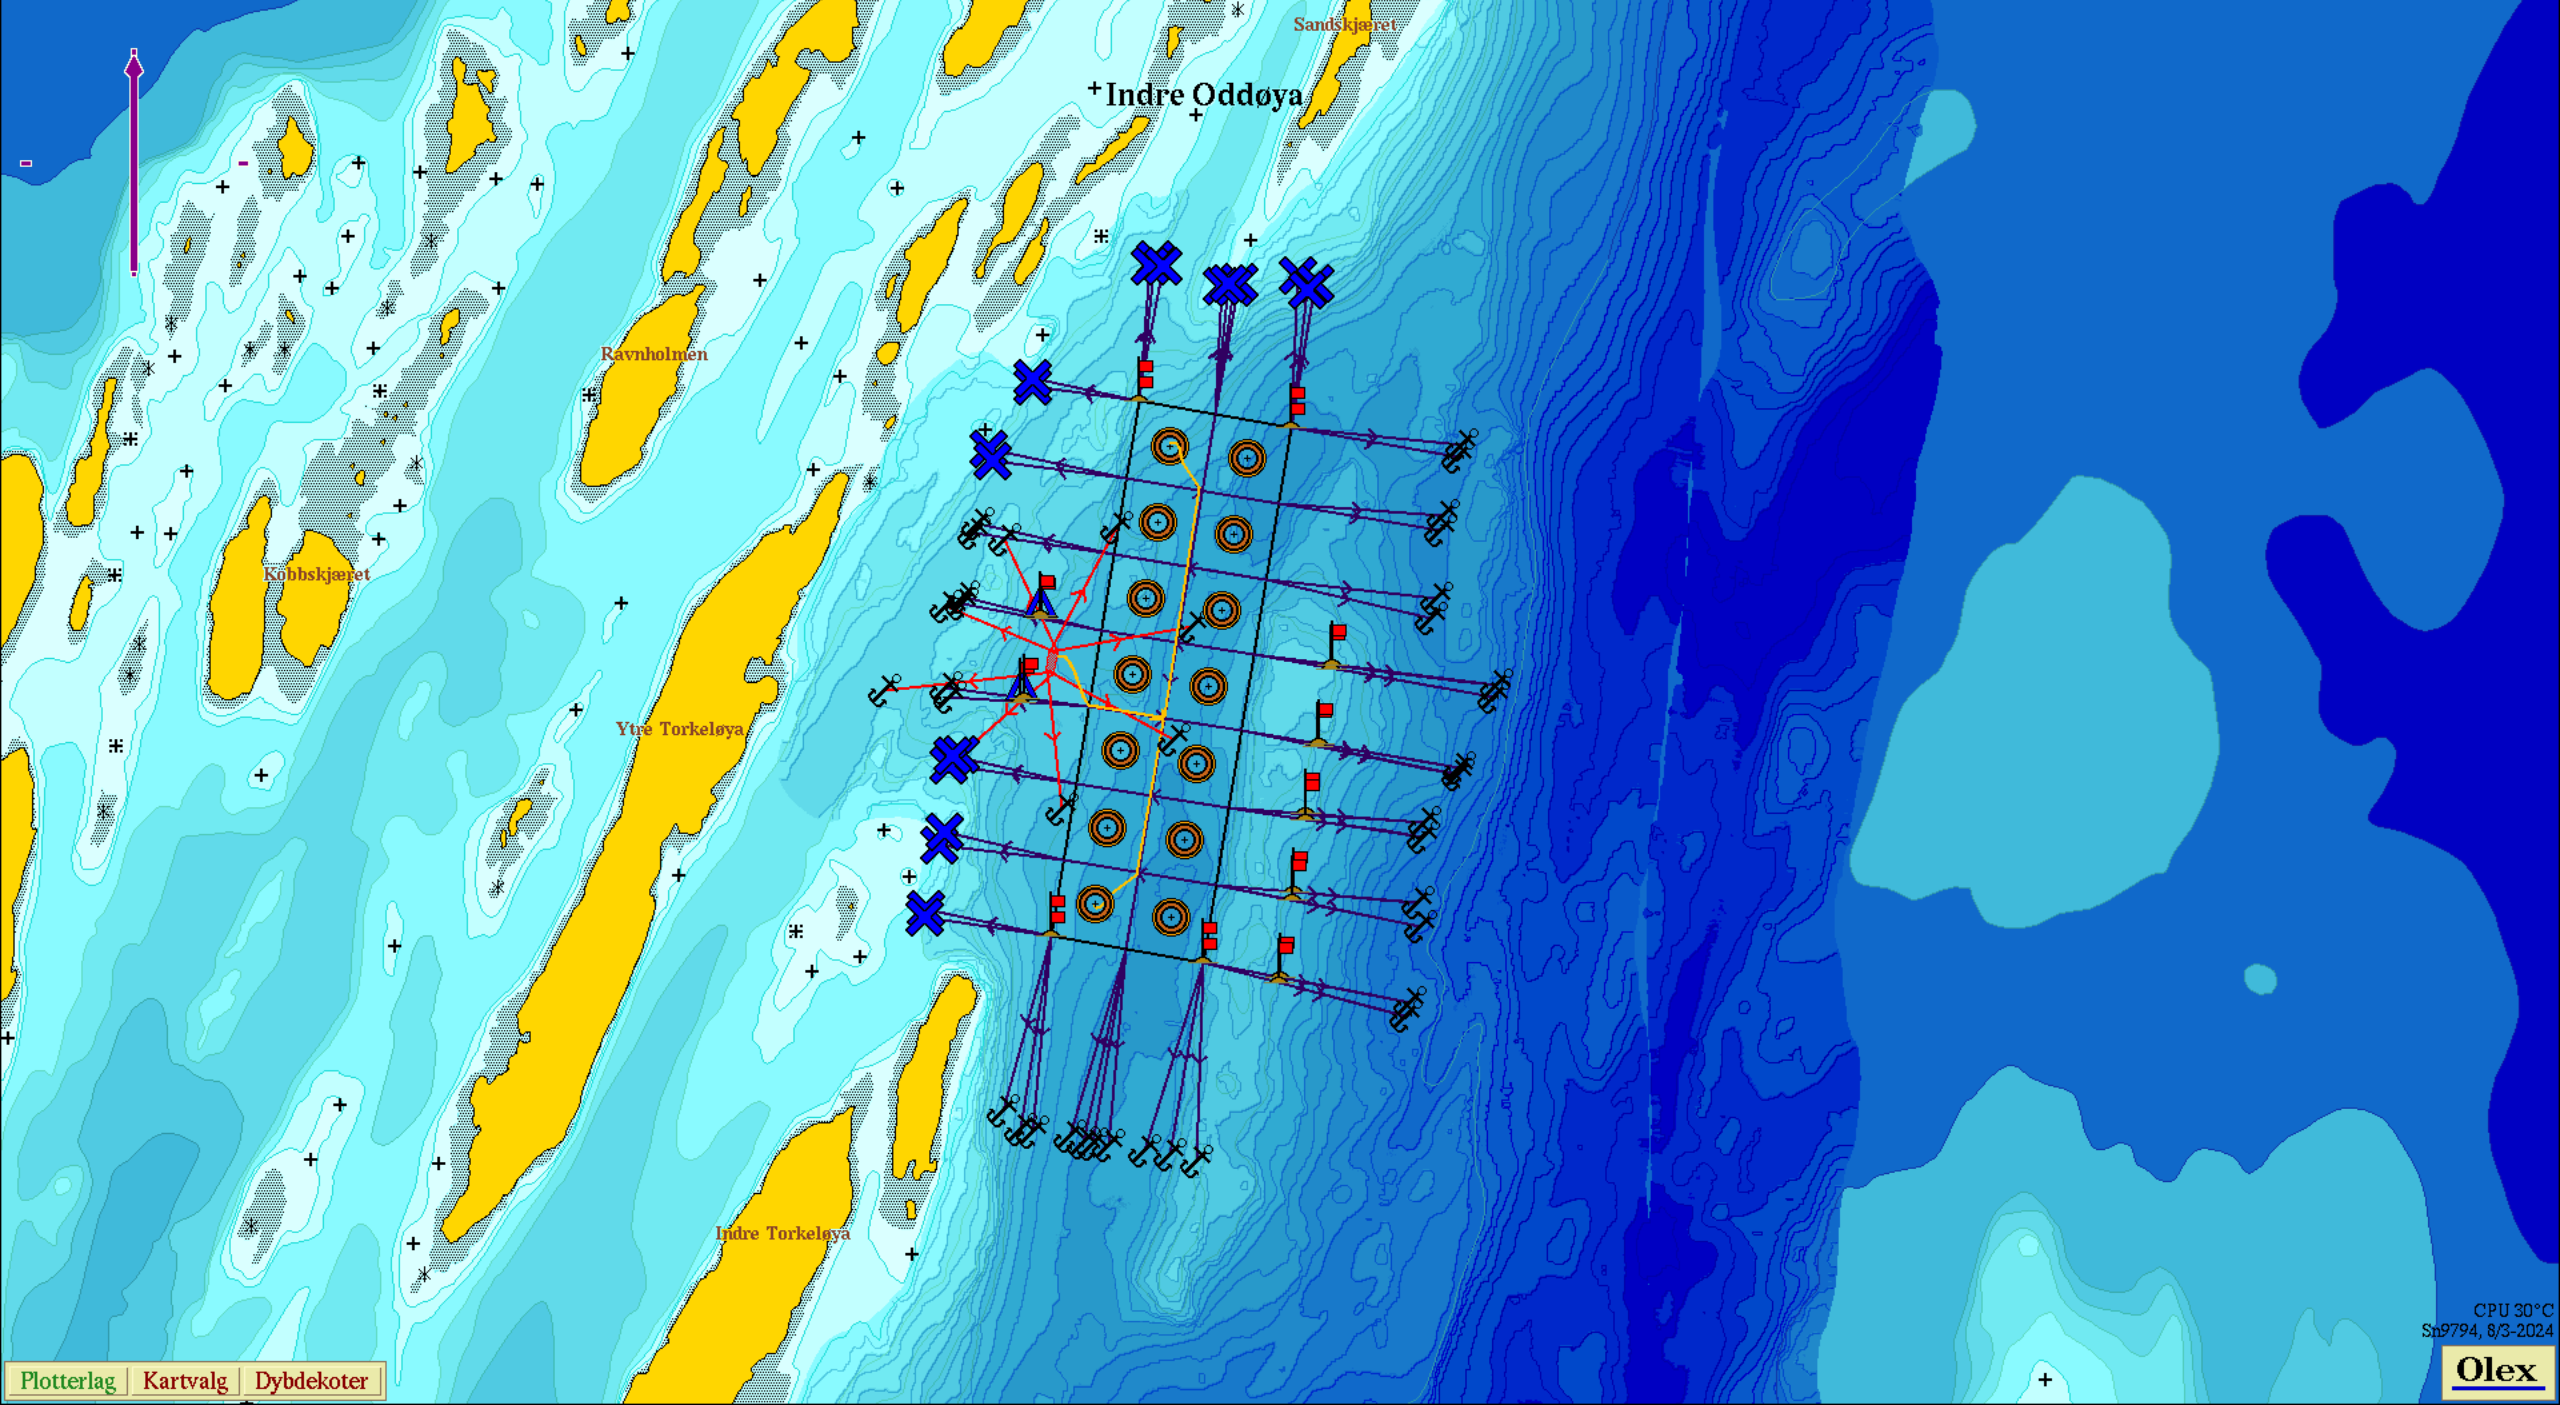 Sandskjæret
Indre Oddøya
Ravnholmen
Kobbskjæret
Ytre Torkeløya
Indre Torkeløya
CPU 30°C
Sn9794, 8/3-2024
Plotterlag Kartvalg Dybdekoter
Olex